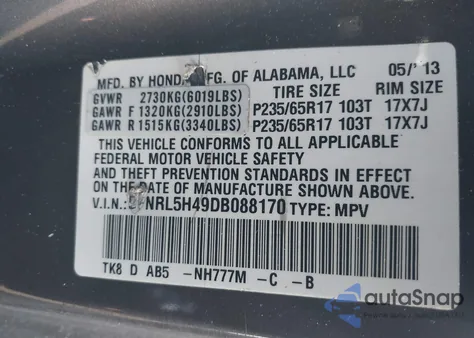 MFD. BY HONDA MFG. OF ALABAMA, LLC 05/'13
TIRE SIZE RIM SIZE
GVWR 2730KG(6019LBS)
GAWR F 1320KG(2910LBS) P235/65R17 103T 17X7J
GAWR R 1515KG(3340LBS) P235/65R17 103T 17X7J
THIS VEHICLE CONFORMS TO ALL APPLICABLE
FEDERAL MOTOR VEHICLE SAFETY
AND THEFT PREVENTION STANDARDS IN EFFECT
ON THE DATE OF MANUFACTURE SHOWN ABOVE.
V.I.N.: NRL5H49DB088170 TYPE: MPV
TK8 D AB5 -NH777M -C -B
autoSnap